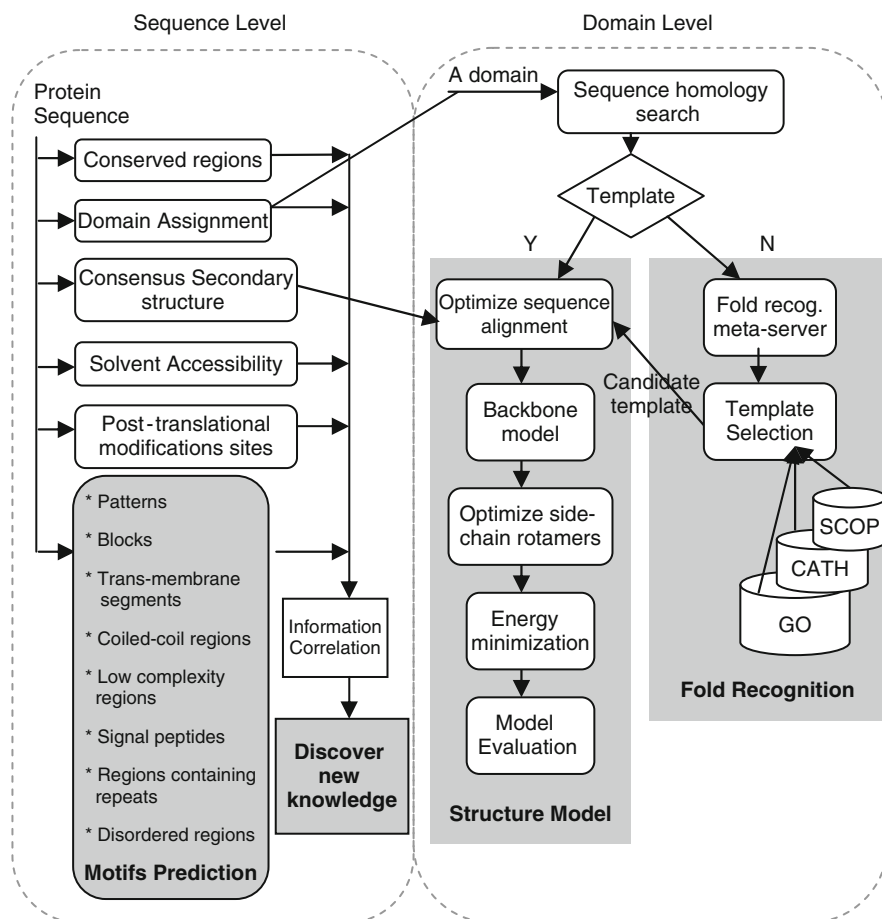 Sequence Level
Protein
Sequence
Conserved regions
Domain Assignment
Consensus Secondary
structure
Solvent Accessibility
Post-translational
modifications sites
* Patterns
* Blocks
* Trans-membrane
segments
* Coiled-coil regions
* Low complexity
regions
* Signal peptides
* Regions containing
repeats
* Disordered regions
Motifs Prediction
Information
Correlation
Discover
new
knowledge
Domain Level
A domain
Sequence homology
search
Template
Y
N
Optimize sequence
alignment
Backbone
model
Optimize side-
chain rotamers
Energy
minimization
Model
Evaluation
Structure Model
Fold recog.
meta-server
Candidate
template
Template
Selection
SCOP
CATH
GO
Fold Recognition